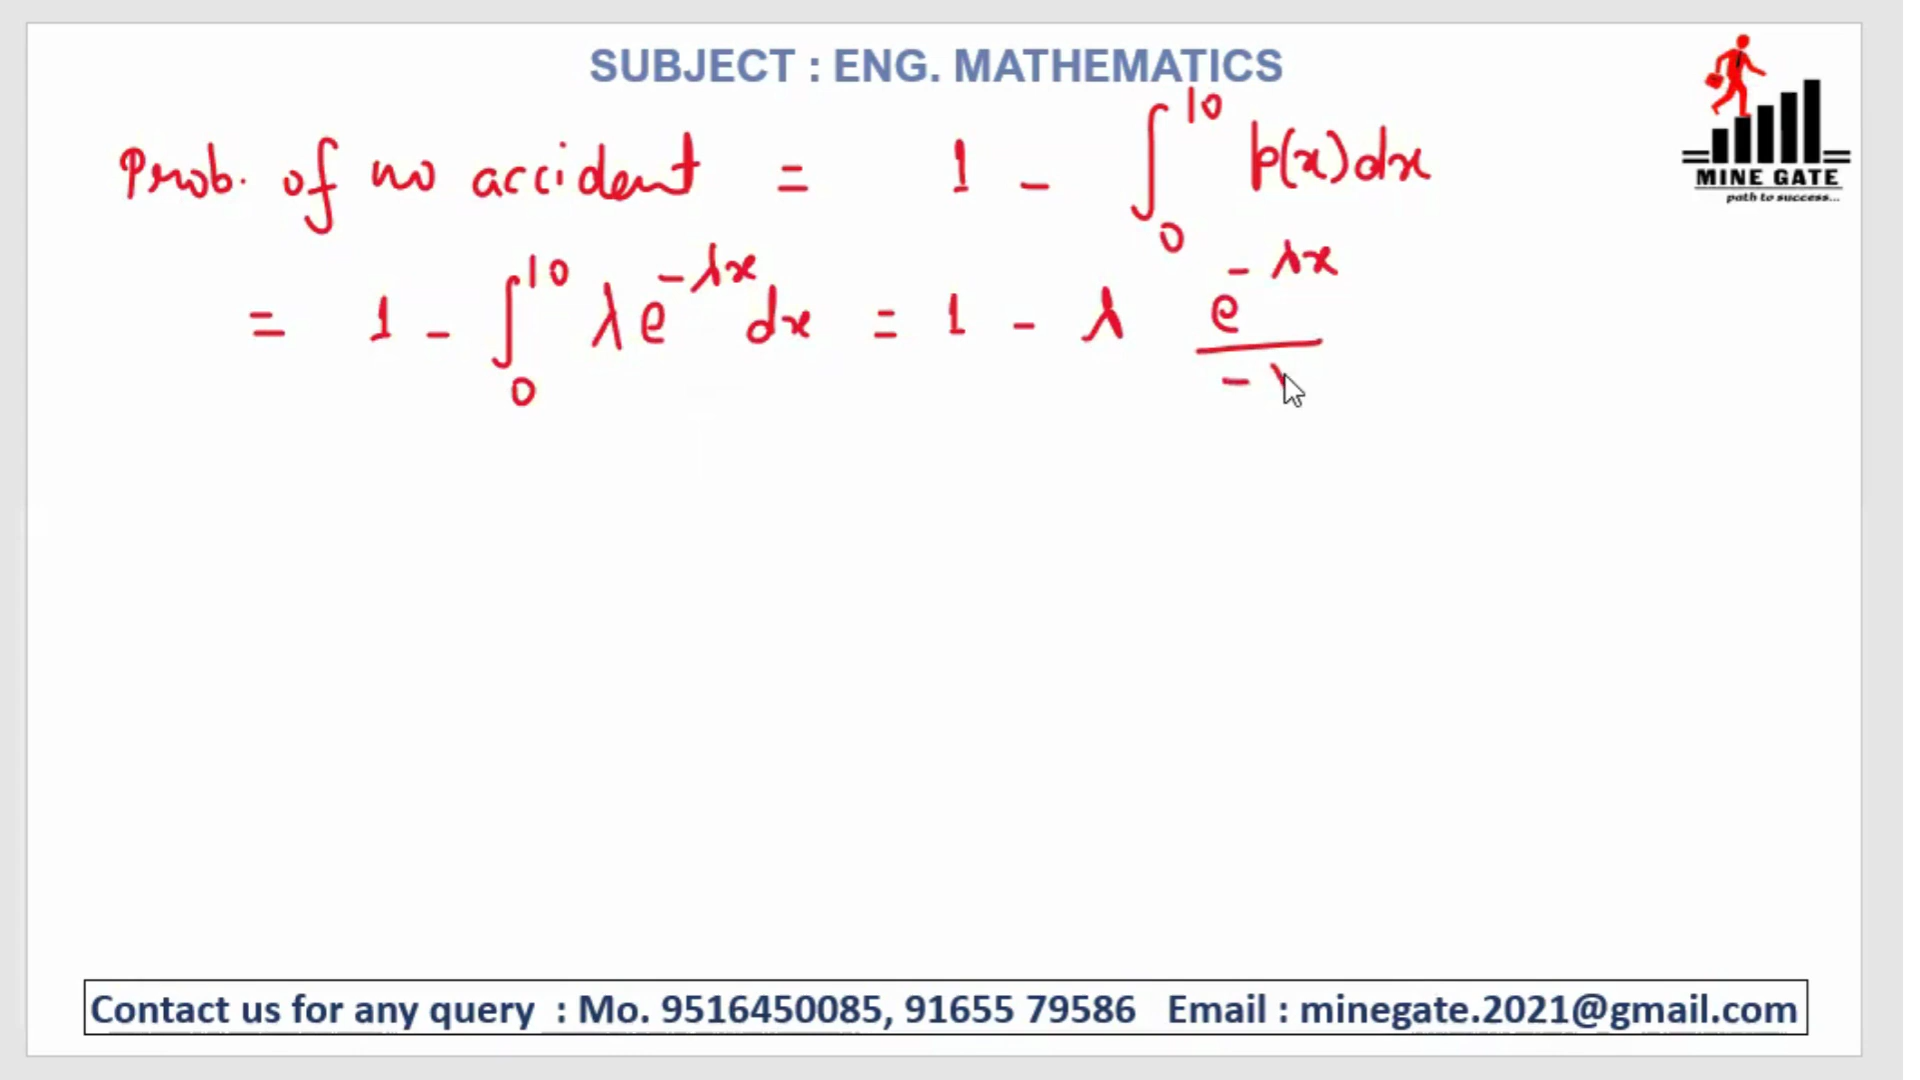 SUBJECT : ENG. MATHEMATICS
Prob. of no accident = 1 - ∫₀¹⁰ p(x)dx
= 1 - ∫₀¹⁰ λe^(-λx) dx = 1 - λ e^(-λx) / -
MINE GATE
path to success...
Contact us for any query : Mo. 9516450085, 91655 79586 Email : minegate.2021@gmail.com